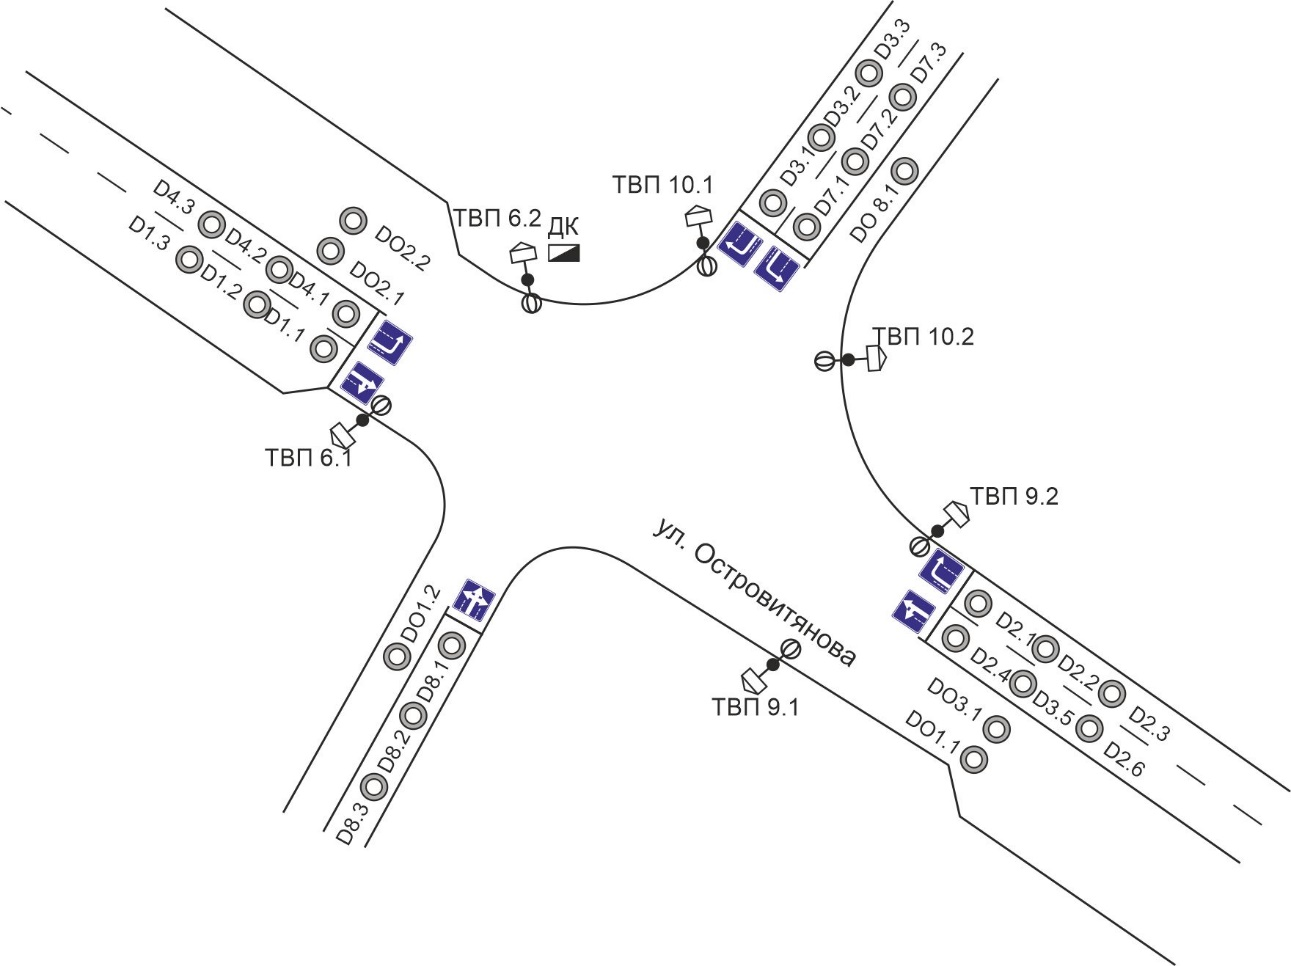 D3.3
D7.3
D3.2
D7.2
D3.1
D7.1
DO 8.1
ТВП 10.1
ТВП 6.2
ДК
D4.3
D4.2
D4.1
D1.3
D1.2
D1.1
DO2.2
DO2.1
ТВП 10.2
ТВП 6.1
ТВП 9.2
ул. Островитянова
DO1.2
D8.1
D8.2
D8.3
ТВП 9.1
D2.1
D2.2
D2.3
D2.4
D3.5
D2.6
DO3.1
DO1.1